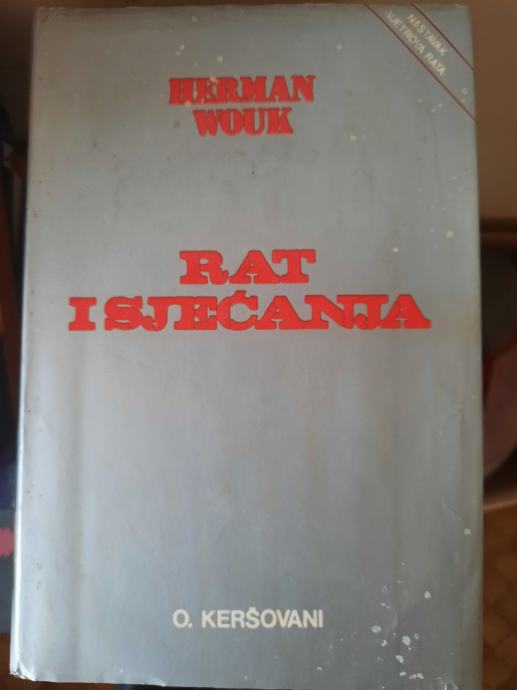 NASTAVAK
VJETROVA RATA
HERMAN
WOUK
RAT
I SJEĆANJA
O. KERŠOVANI